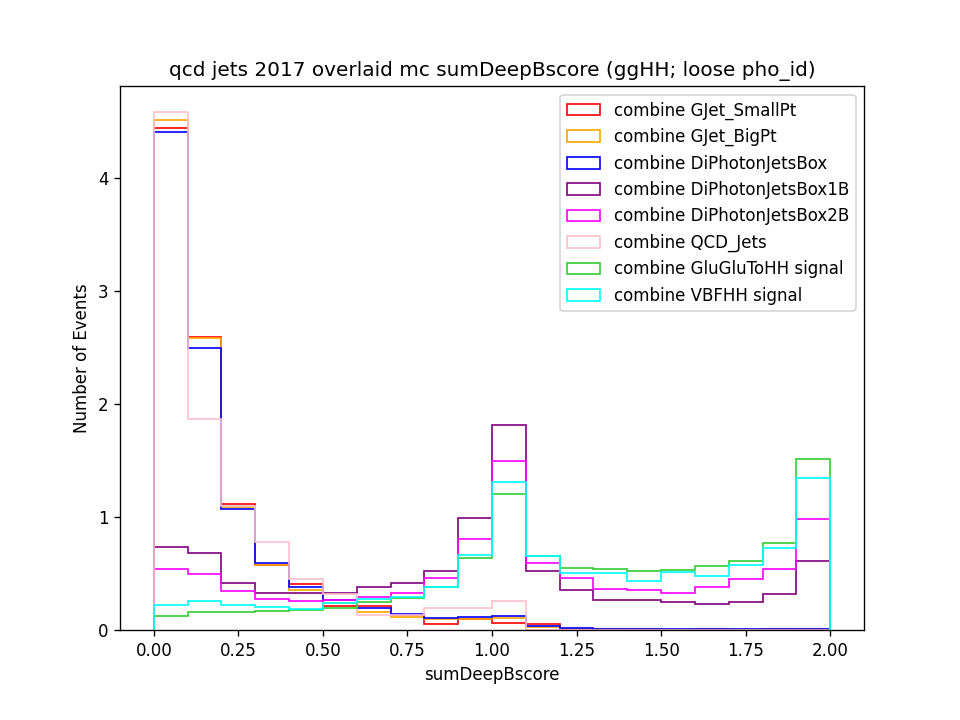 qcd jets 2017 overlaid mc sumDeepBscore (ggHH; loose pho_id)
combine GJet_SmallPt
combine GJet_BigPt
combine DiPhotonJetsBox
combine DiPhotonJetsBox1B
combine DiPhotonJetsBox2B
combine QCD_Jets
combine GluGluToHH signal
combine VBFHH signal
Number of Events
4
3
2
1
0
0.00 0.25 0.50 0.75 1.00 1.25 1.50 1.75 2.00
sumDeepBscore